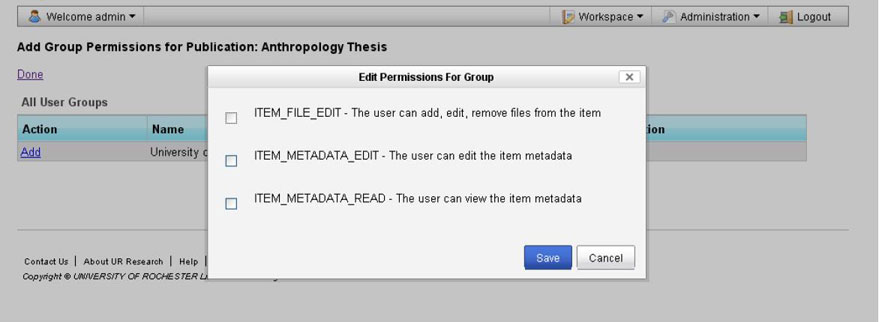 Welcome admin
Workspace
Administration
Logout
Add Group Permissions for Publication: Anthropology Thesis
Done
Edit Permissions For Group
All User Groups
ITEM_FILE_EDIT - The user can add, edit, remove files from the item
Action
Name
Add
University
ITEM_METADATA_EDIT - The user can edit the item metadata
ITEM_METADATA_READ - The user can view the item metadata
Save
Cancel
Contact Us | About UR Research | Help |
Copyright © UNIVERSITY OF ROCHESTER